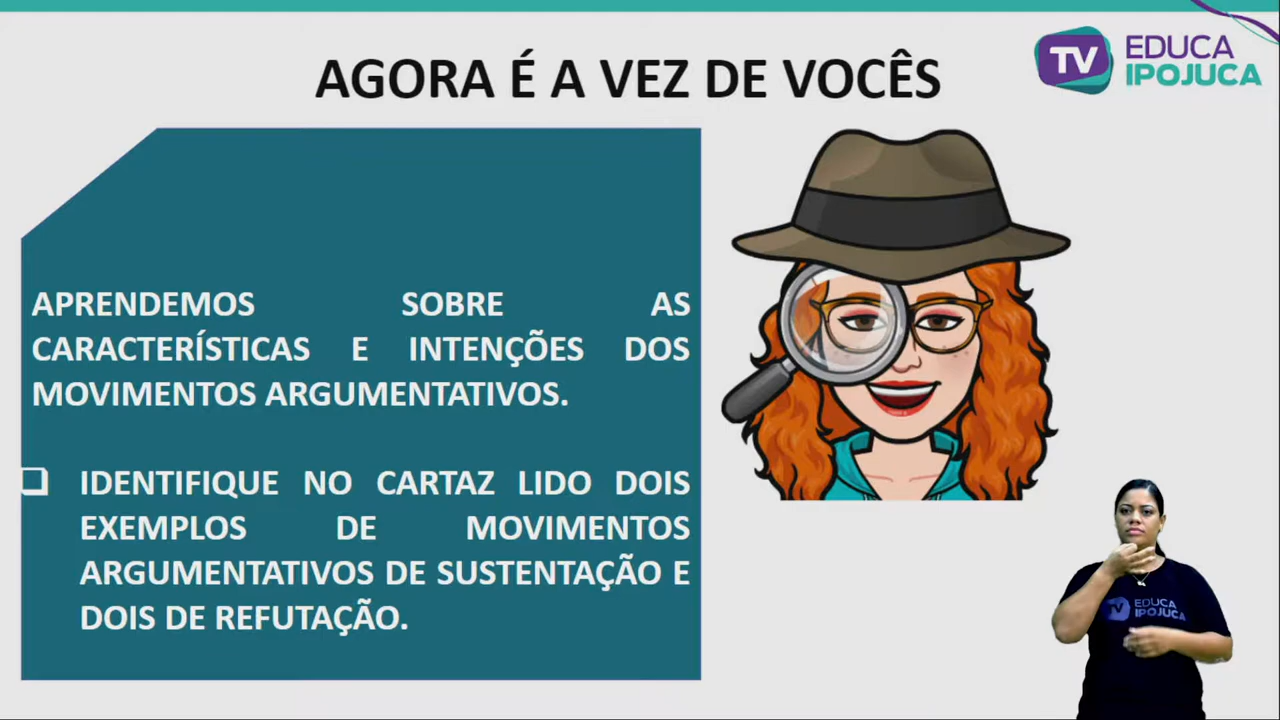 AGORA É A VEZ DE VOCÊS
TV EDUCA
IPOJUCA
APRENDEMOS SOBRE AS
CARACTERÍSTICAS E INTENÇÕES DOS
MOVIMENTOS ARGUMENTATIVOS.
IDENTIFIQUE NO CARTAZ LIDO DOIS
EXEMPLOS DE MOVIMENTOS
ARGUMENTATIVOS DE SUSTENTAÇÃO E
DOIS DE REFUTAÇÃO.
TV EDUCA
IPOJUCA